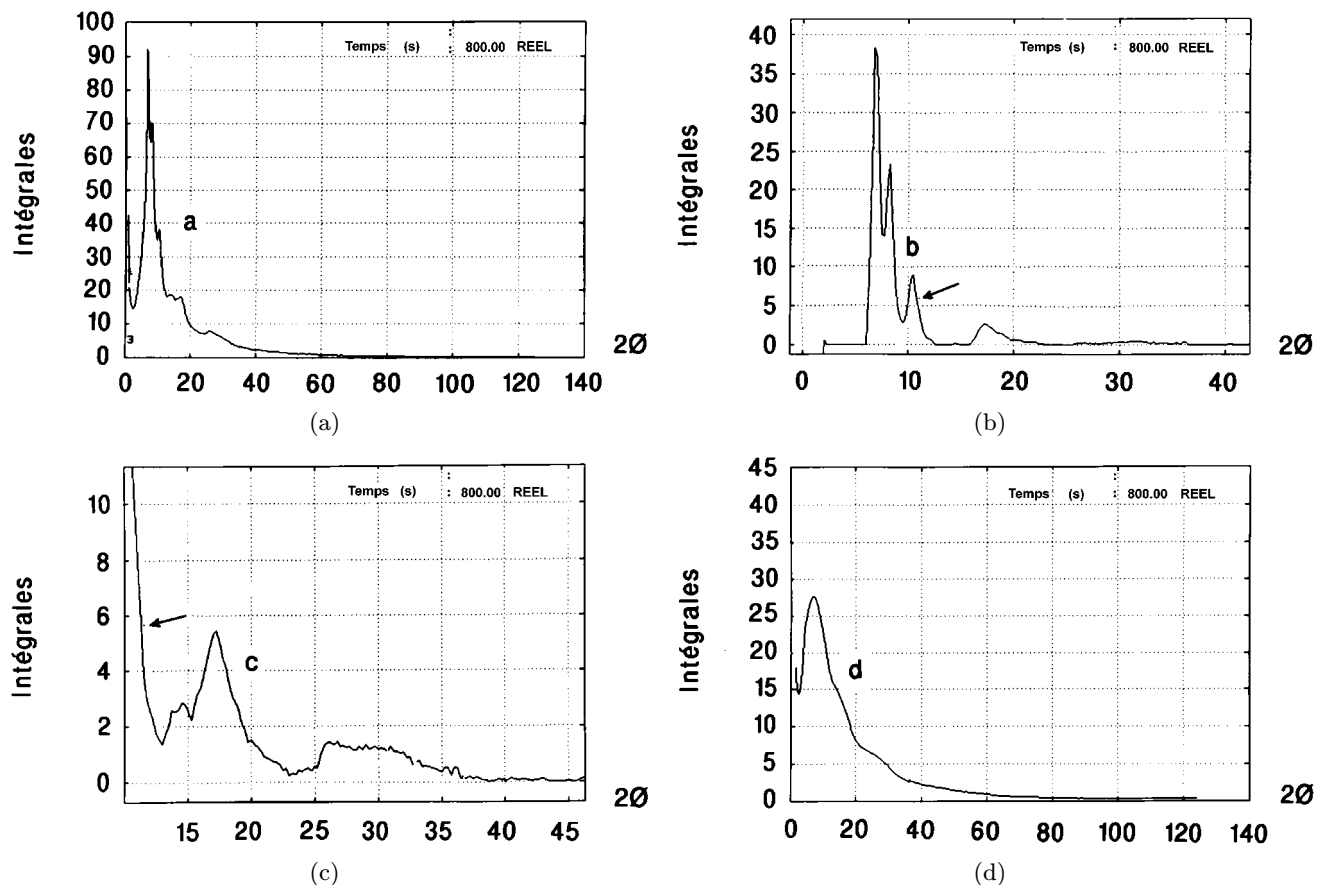 100
90
80
70
60
50
40
30
20
10
0
Intégrales
Temps (s) : 800.00 REEL
a
3
2Ø
0 20 40 60 80 100 120 140
(a)
40
35
30
25
20
15
10
5
0
Intégrales
Temps (s) : 800.00 REEL
b
2Ø
0 10 20 30 40
(b)
10
8
6
4
2
0
Intégrales
Temps (s) : 800.00 REEL
c
2Ø
15 20 25 30 35 40 45
(c)
45
40
35
30
25
20
15
10
5
0
Intégrales
Temps (s) : 800.00 REEL
d
2Ø
0 20 40 60 80 100 120 140
(d)